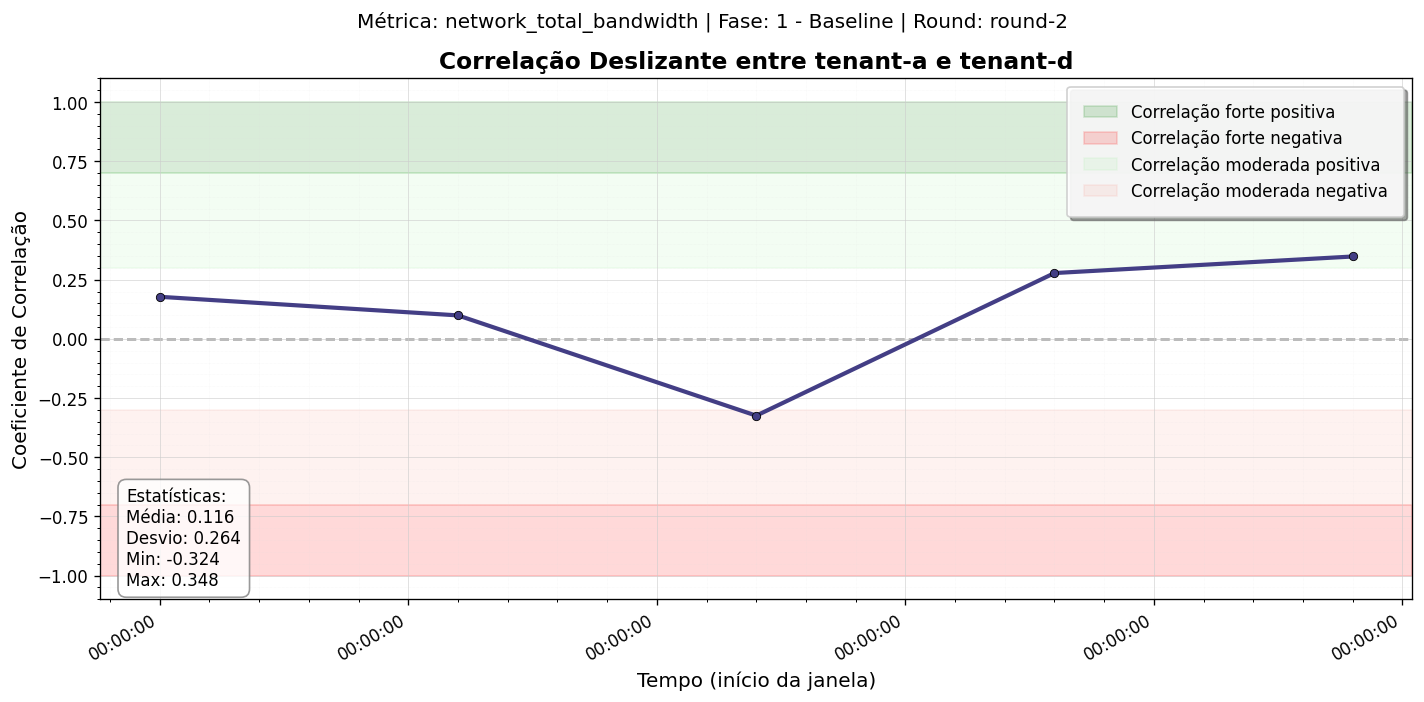 Métrica: network_total_bandwidth | Fase: 1 - Baseline | Round: round-2
Correlação Deslizante entre tenant-a e tenant-d
Coeficiente de Correlação
1.00
0.75
0.50
0.25
0.00
−0.25
−0.50
−0.75
−1.00
Correlação forte positiva
Correlação forte negativa
Correlação moderada positiva
Correlação moderada negativa
Estatísticas:
Média: 0.116
Desvio: 0.264
Min: -0.324
Max: 0.348
00:00:00
00:00:00
00:00:00
00:00:00
00:00:00
00:00:00
Tempo (início da janela)